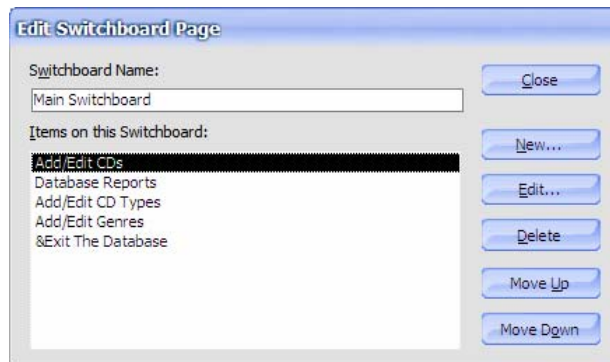 Edit Switchboard Page
Switchboard Name:
Main Switchboard
Items on this Switchboard:
Add/Edit CDs
Database Reports
Add/Edit CD Types
Add/Edit Genres
&Exit The Database
Close
New...
Edit...
Delete
Move Up
Move Down